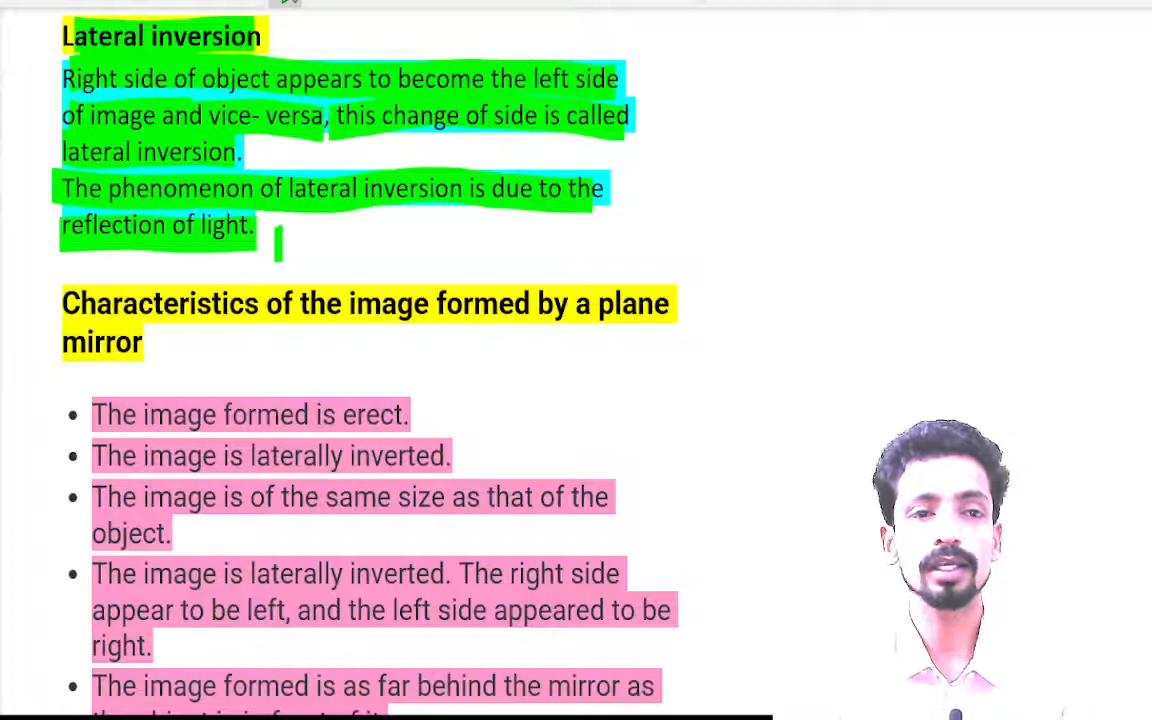 Lateral inversion
Right side of object appears to become the left side
of image and vice- versa, this change of side is called
lateral inversion.
The phenomenon of lateral inversion is due to the
reflection of light.
Characteristics of the image formed by a plane
mirror
• The image formed is erect.
• The image is laterally inverted.
• The image is of the same size as that of the
object.
• The image is laterally inverted. The right side
appear to be left, and the left side appeared to be
right.
• The image formed is as far behind the mirror as